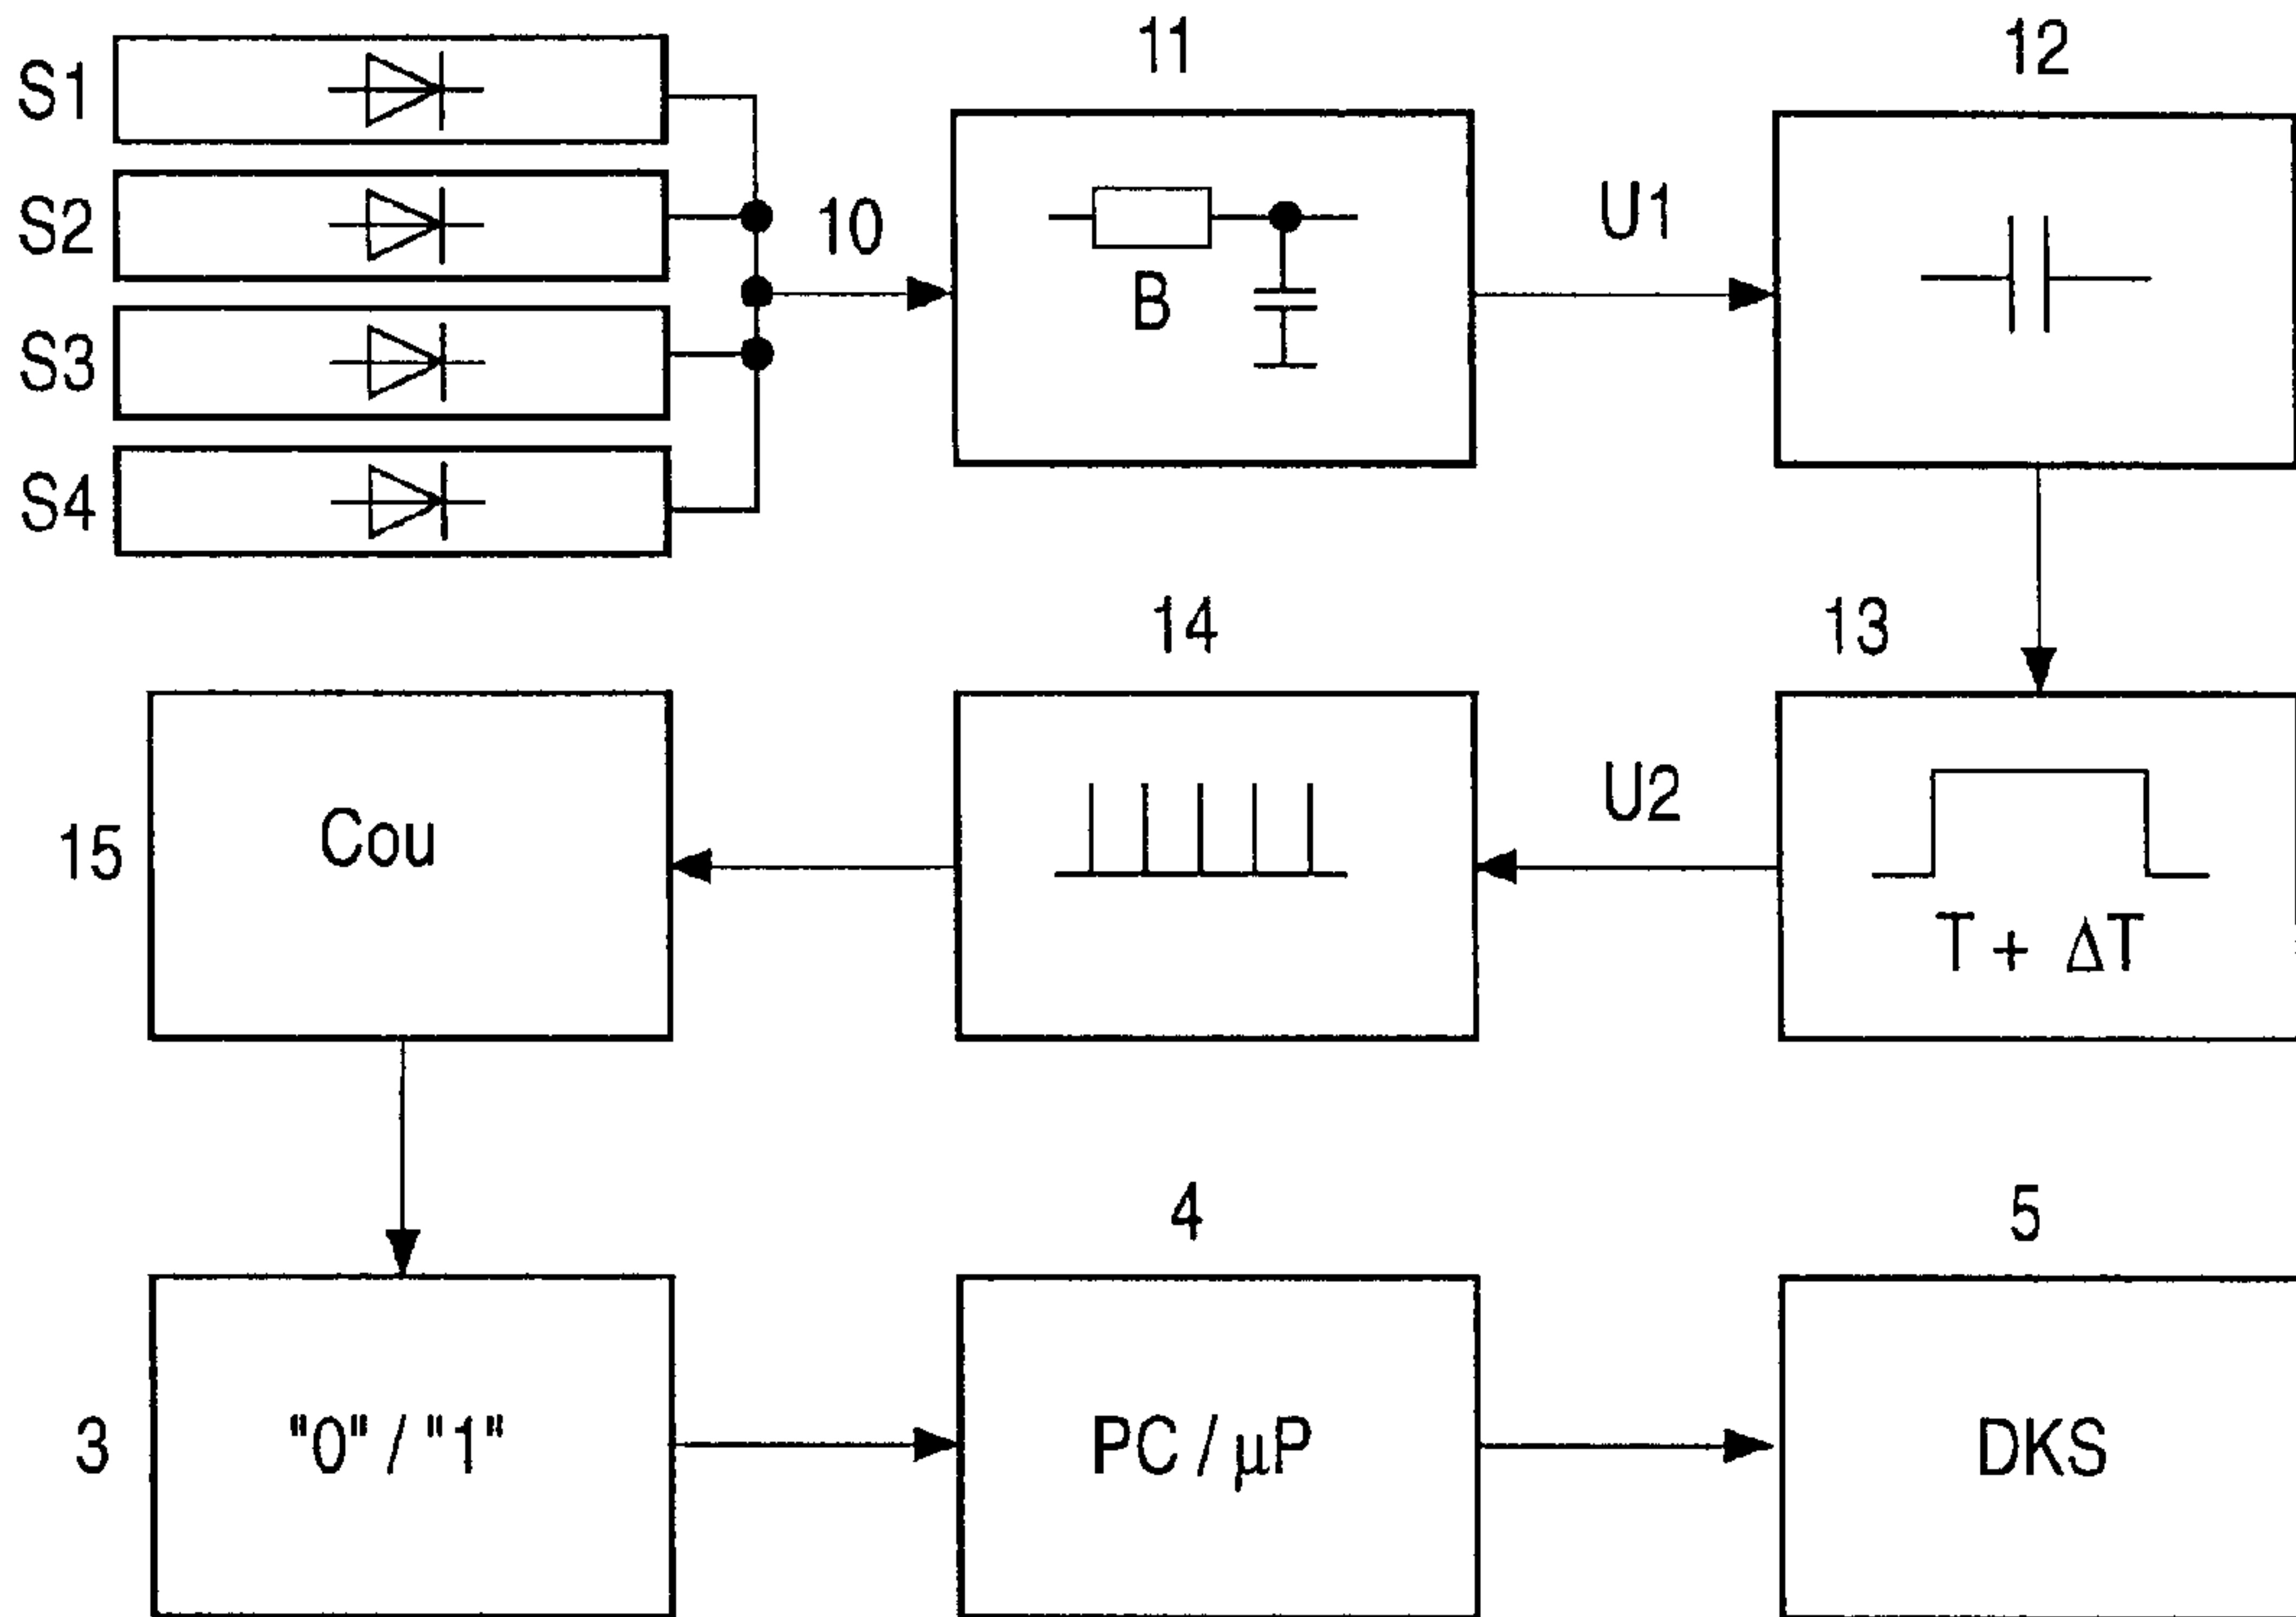 11
12
S1
S2
10
U1
B
S3
S4
14
13
Cou
U2
15
T + ΔT
4
5
3
"0" / "1"
PC / µP
DKS